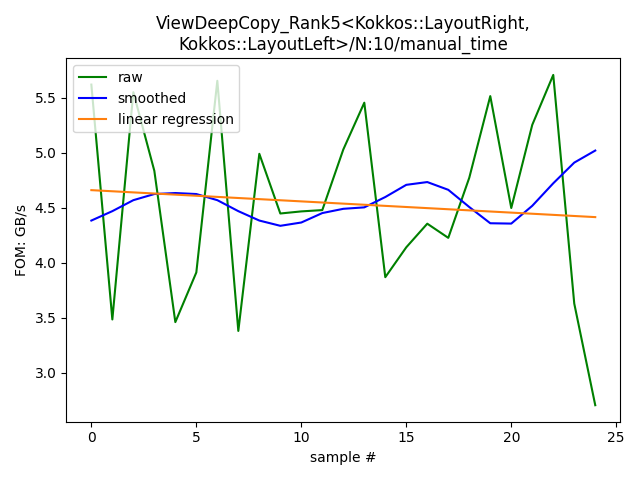 ViewDeepCopy_Rank5<Kokkos::LayoutRight,
Kokkos::LayoutLeft>/N:10/manual_time
raw
smoothed
linear regression
FOM: GB/s
5.5
5.0
4.5
4.0
3.5
3.0
0 5 10 15 20 25
sample #